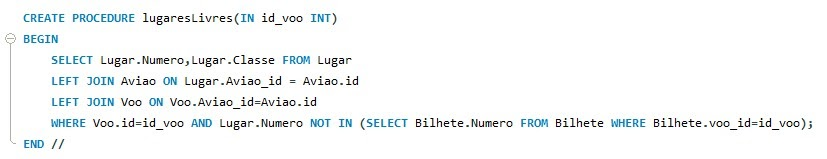 CREATE PROCEDURE lugaresLivres(IN id_voo INT)
BEGIN
SELECT Lugar.Numero,Lugar.Classe FROM Lugar
LEFT JOIN Aviao ON Lugar.Aviao_id = Aviao.id
LEFT JOIN Voo ON Voo.Aviao_id=Aviao.id
WHERE Voo.id=id_voo AND Lugar.Numero NOT IN (SELECT Bilhete.Numero FROM Bilhete WHERE Bilhete.voo_id=id_voo);
END //